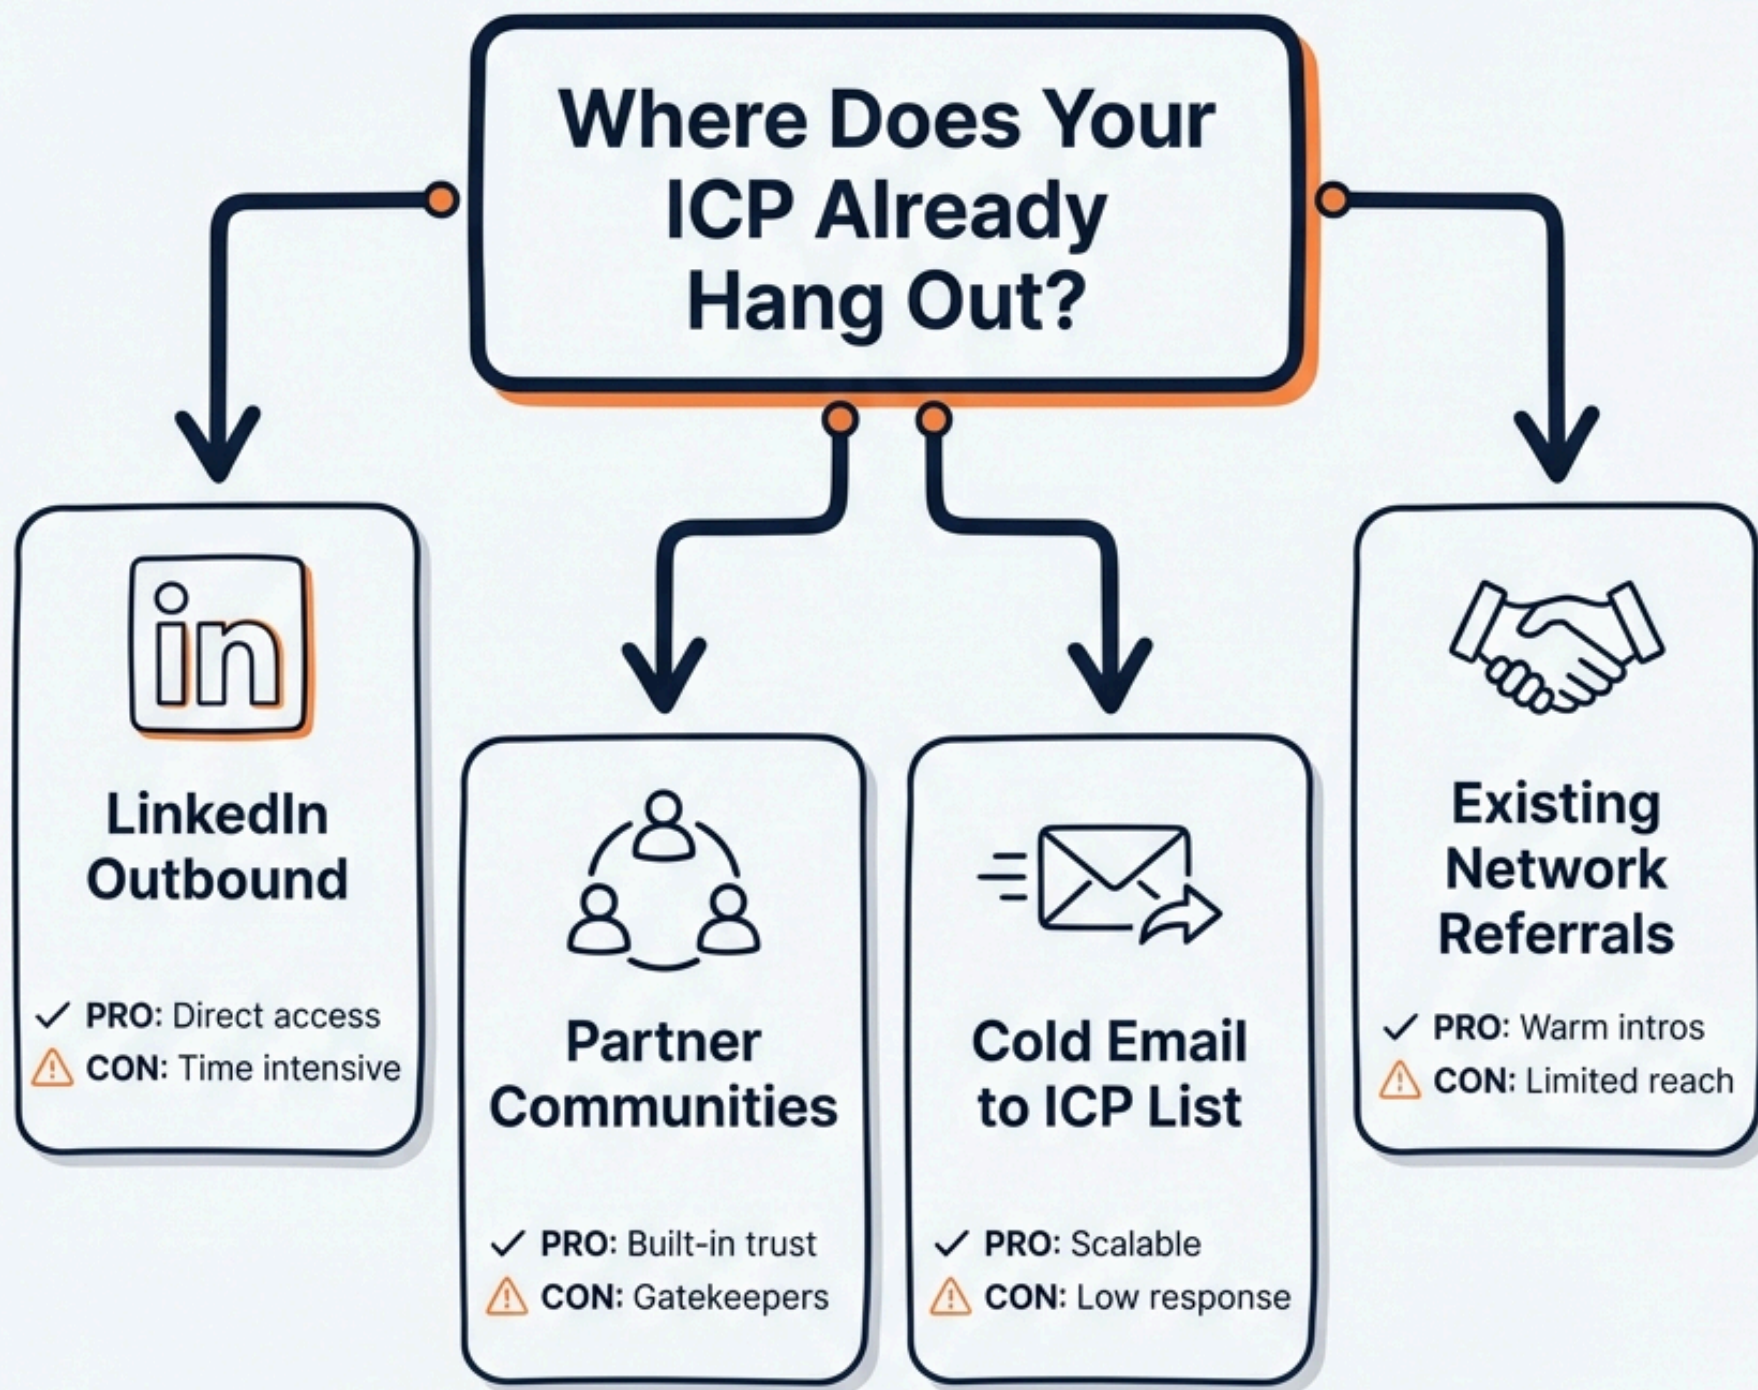 Where Does Your
ICP Already
Hang Out?
in
LinkedIn
Outbound
PRO: Direct access
CON: Time intensive
Partner
Communities
PRO: Built-in trust
CON: Gatekeepers
Cold Email
to ICP List
PRO: Scalable
CON: Low response
Existing
Network
Referrals
PRO: Warm intros
CON: Limited reach